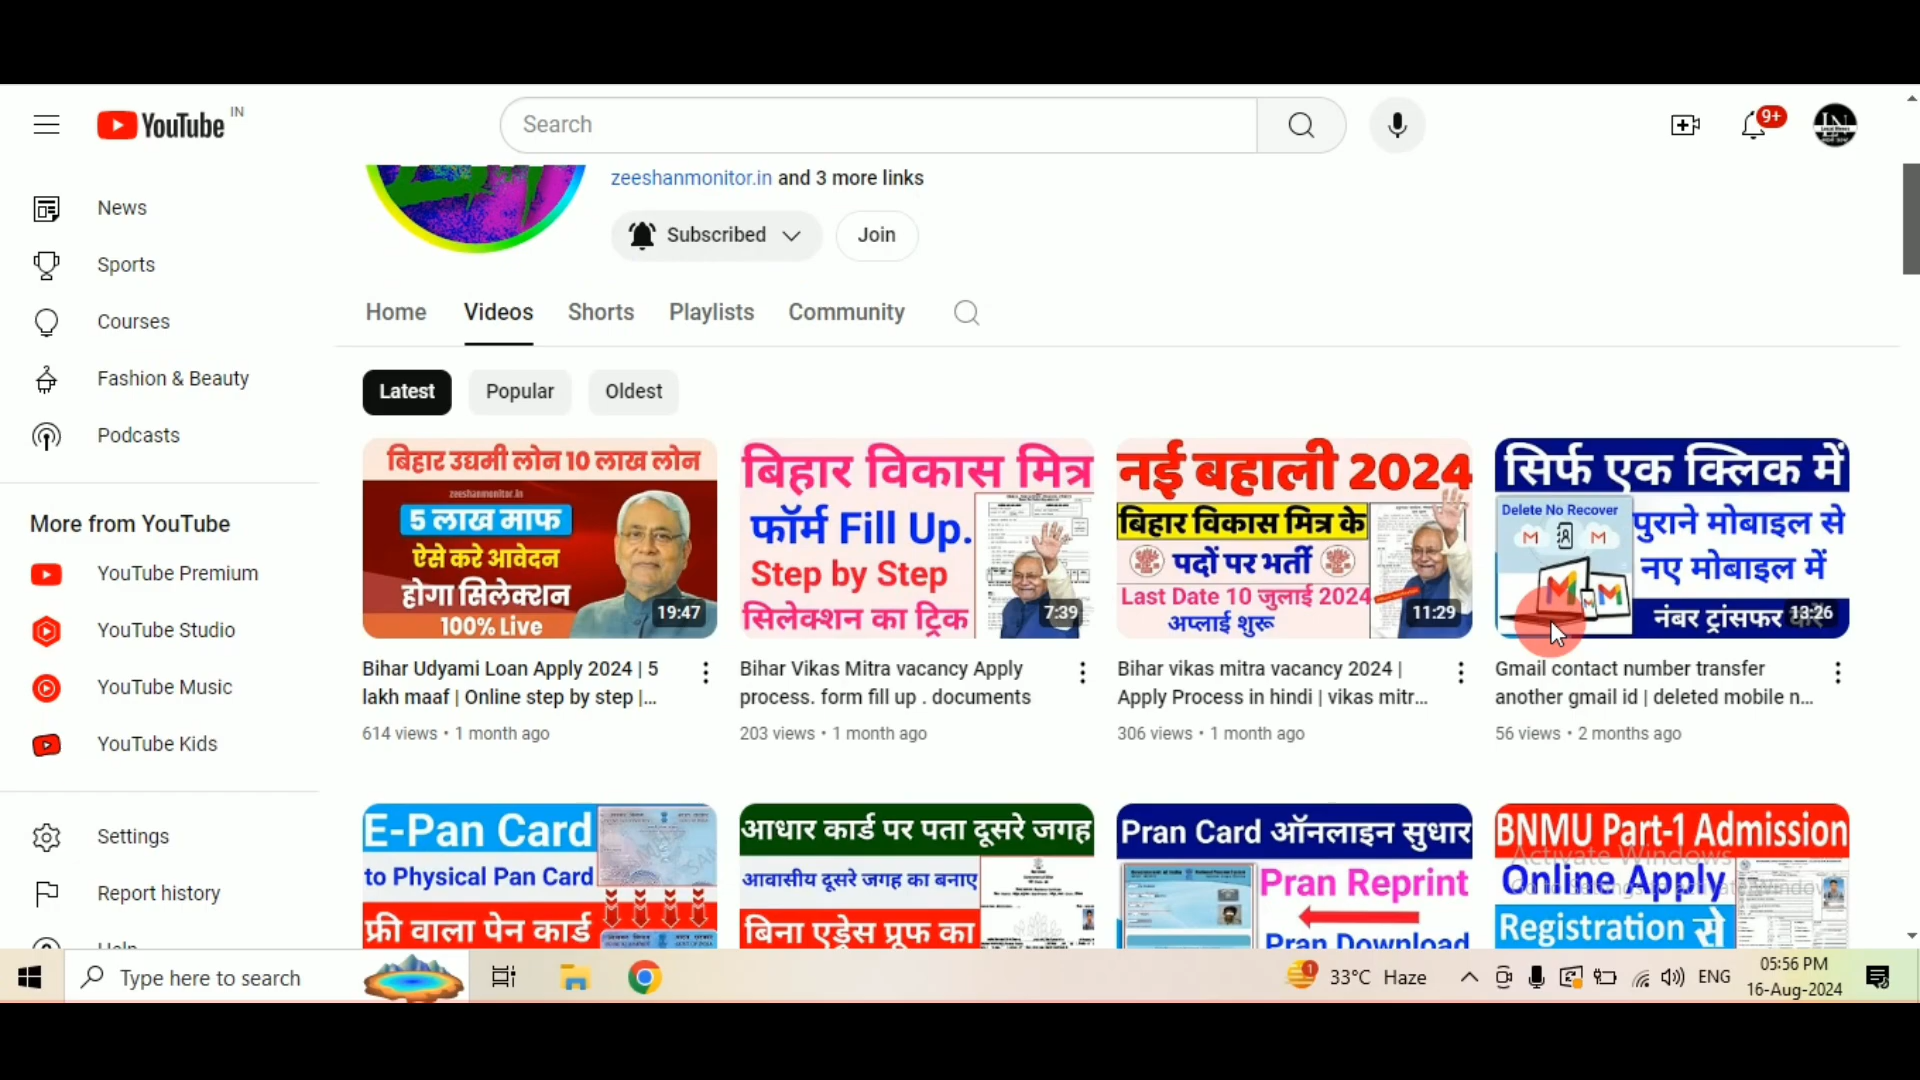 YouTube IN
Search
9+
zeeshanmonitor.in and 3 more links
Subscribed
Join
News
Sports
Courses
Fashion & Beauty
Podcasts
More from YouTube
YouTube Premium
YouTube Studio
YouTube Music
YouTube Kids
Settings
Report history
Help
Home Videos Shorts Playlists Community
Latest Popular Oldest
बिहार उद्यमी लोन 10 लाख लोन
zeeshanmonitor.in
5 लाख माफ
ऐसे करे आवेदन
होगा सिलेक्शन
100% Live
19:47
Bihar Udyami Loan Apply 2024 | 5
lakh maaf | Online step by step |...
614 views • 1 month ago
बिहार विकास मित्र
फॉर्म Fill Up.
Step by Step
सिलेक्शन का ट्रिक
7:39
Bihar Vikas Mitra vacancy Apply
process. form fill up . documents
203 views • 1 month ago
नई बहाली 2024
बिहार विकास मित्र के
पदों पर भर्ती
Last Date 10 जुलाई 2024
अप्लाई शुरू
11:29
Bihar vikas mitra vacancy 2024 |
Apply Process in hindi | vikas mitr...
306 views • 1 month ago
सिर्फ एक क्लिक में
Delete No Recover
पुराने मोबाइल से
नए मोबाइल में
नंबर ट्रांसफर
13:26
Gmail contact number transfer
another gmail id | deleted mobile n...
56 views • 2 months ago
E-Pan Card
to Physical Pan Card
फ्री वाला पेन कार्ड
आधार कार्ड पर पता दूसरे जगह
आवासीय दूसरे जगह का बनाए
बिना एड्रेस प्रूफ का
Pran Card ऑनलाइन सुधार
Pran Reprint
Pran Download
BNMU Part-1 Admission
Online Apply
Registration से
Activate Windows
Type here to search
1
33°C Haze
ENG
05:56 PM
16-Aug-2024